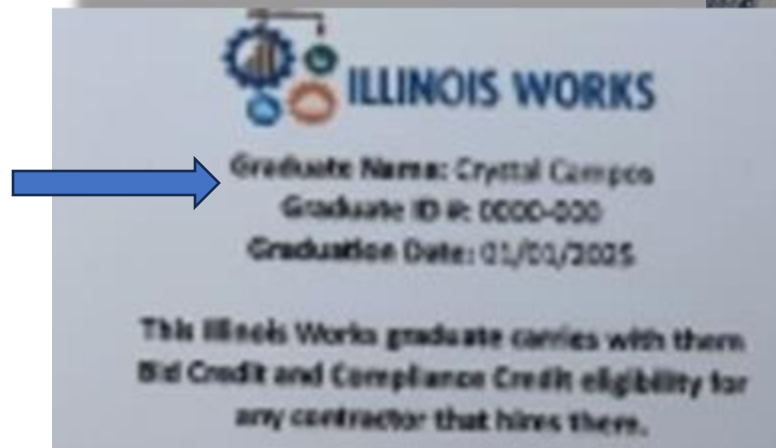 ILLINOIS WORKS
Graduate Name: Crystal Campos
Graduate ID #: 0000-000
Graduation Date: 01/01/2025
This Illinois Works graduate carries with them
Bid Credit and Compliance Credit eligibility for
any contractor that hires them.